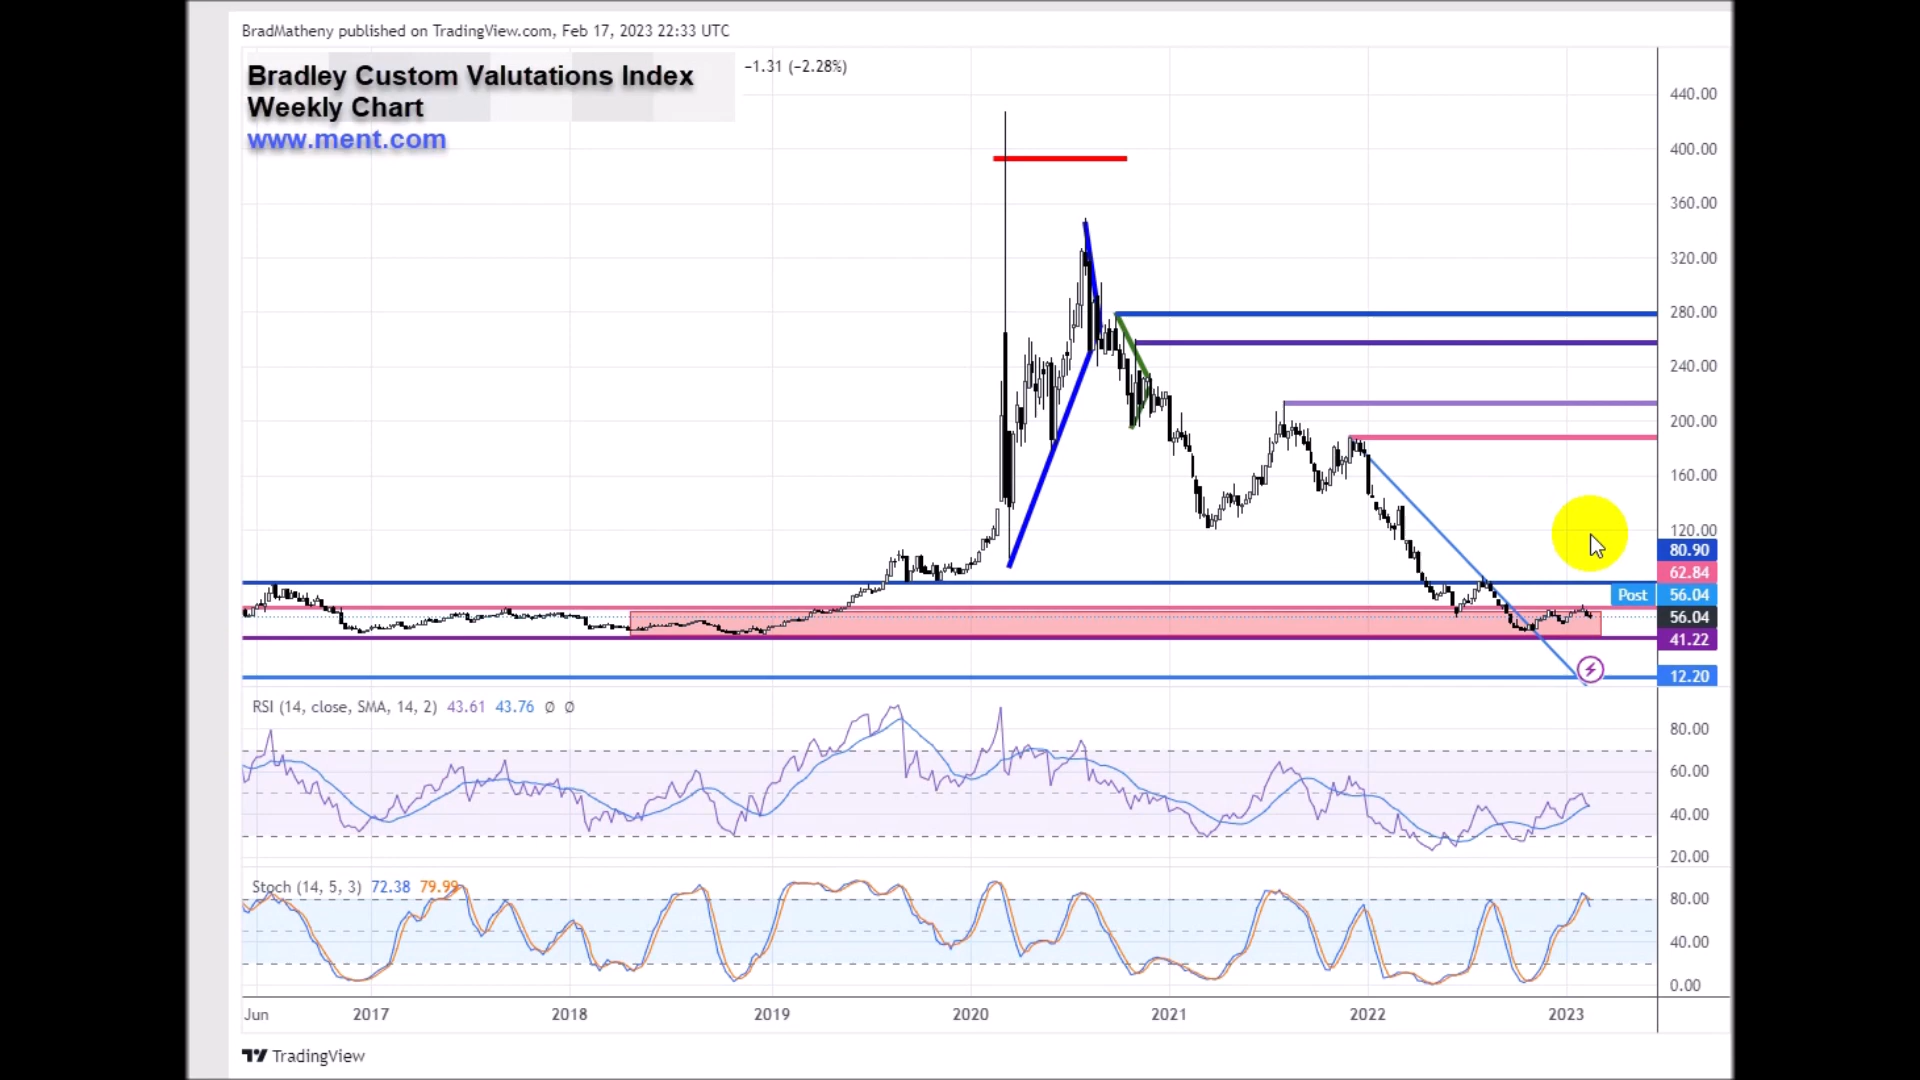 BradMatheny published on TradingView.com, Feb 17, 2023 22:33 UTC
Bradley Custom Valutations Index
−1.31 (−2.28%)
Weekly Chart
www.ment.com
440.00
400.00
360.00
320.00
280.00
240.00
200.00
160.00
120.00
80.90
62.84
Post 56.04
56.04
41.22
12.20
RSI (14, close, SMA, 14, 2) 43.61 43.76 Ø Ø
80.00
60.00
40.00
20.00
Stoch (14, 5, 3) 72.38 79.99
80.00
40.00
0.00
Jun 2017 2018 2019 2020 2021 2022 2023
TradingView